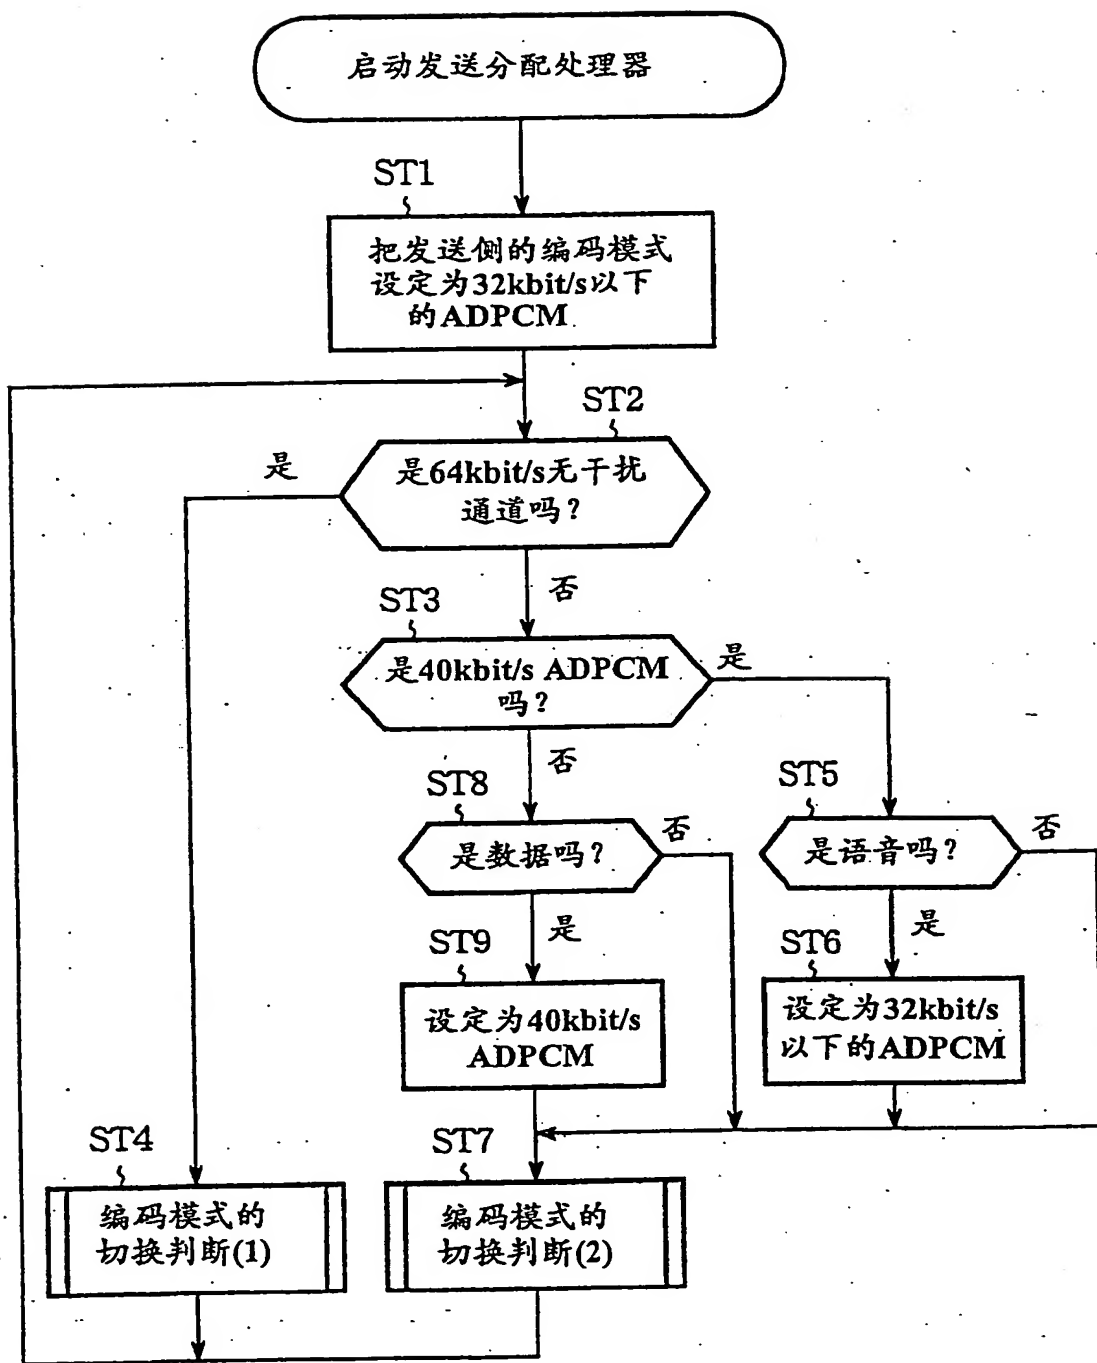 启动发送分配处理器
ST1
把发送侧的编码模式
设定为32kbit/s以下
的ADPCM
ST2
是
是64kbit/s无干扰
通道吗?
否
ST3
是40kbit/s ADPCM
吗?
是
否
ST8
ST5
是数据吗?
否
是语音吗?
否
是
是
ST9
ST6
设定为40kbit/s
ADPCM
设定为32kbit/s
以下的ADPCM
ST4
ST7
编码模式的
切换判断(1)
编码模式的
切换判断(2)